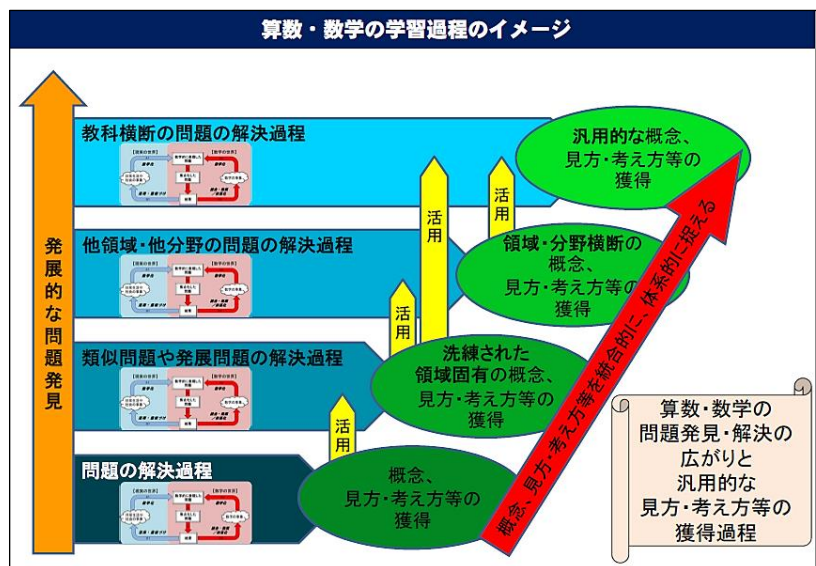 算数・数学の学習過程のイメージ
発展的な問題発見
教科横断の問題の解決過程
汎用的な概念、
見方・考え方等の
獲得
活用
活用
他領域・他分野の問題の解決過程
領域・分野横断の
概念、
見方・考え方等の
獲得
活用
類似問題や発展問題の解決過程
洗練された
領域固有の概念、
見方・考え方等の
獲得
活用
問題の解決過程
概念、
見方・考え方等の
獲得
概念、見方・考え方等を統合的に、体系的に捉える
算数・数学の
問題発見・解決の
広がりと
汎用的な
見方・考え方等の
獲得過程